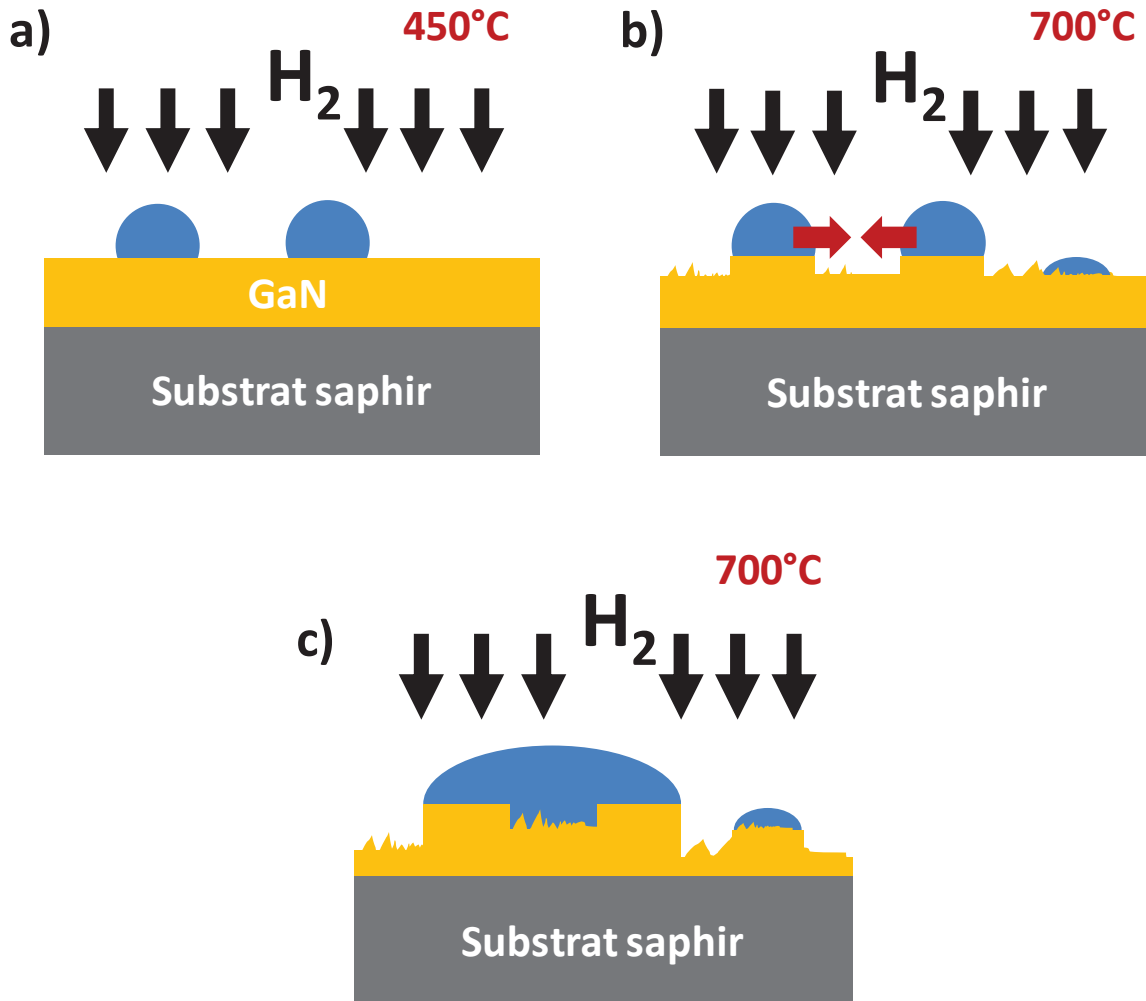 a)
450°C
H₂
GaN
Substrat saphir
b)
700°C
H₂
Substrat saphir
c)
700°C
H₂
Substrat saphir